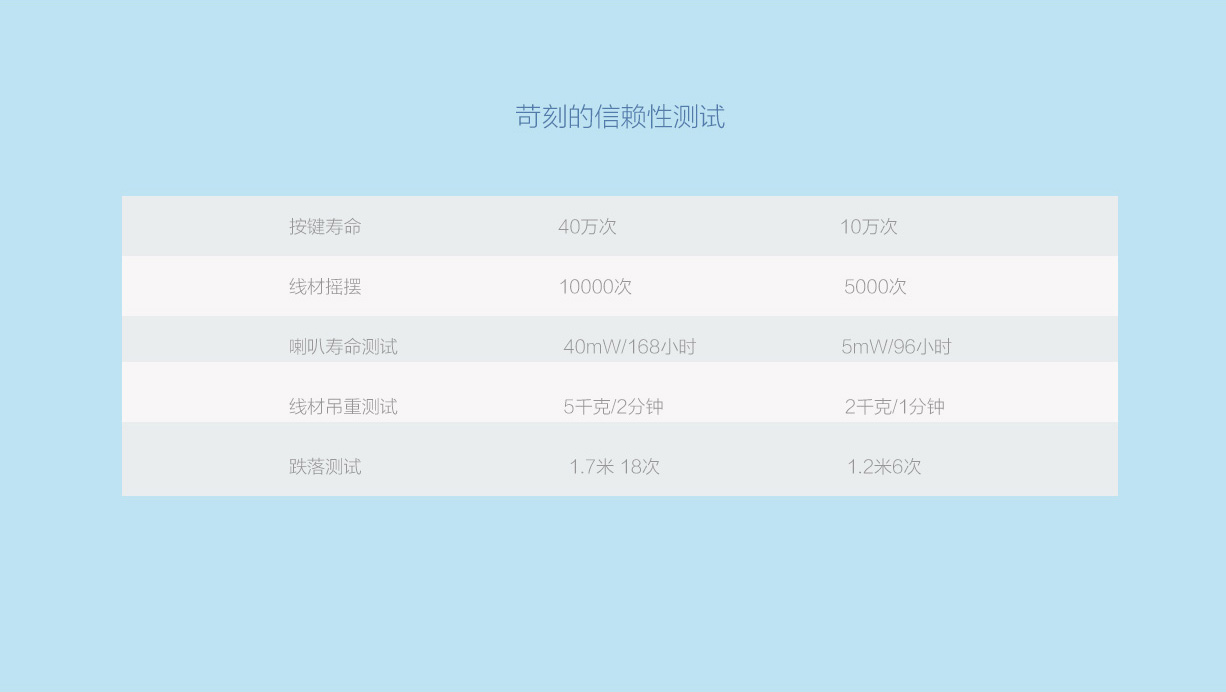 苛刻的信赖性测试
按键寿命 40万次 10万次
线材摇摆 10000次 5000次
喇叭寿命测试 40mW/168小时 5mW/96小时
线材吊重测试 5千克/2分钟 2千克/1分钟
跌落测试 1.7米 18次 1.2米6次